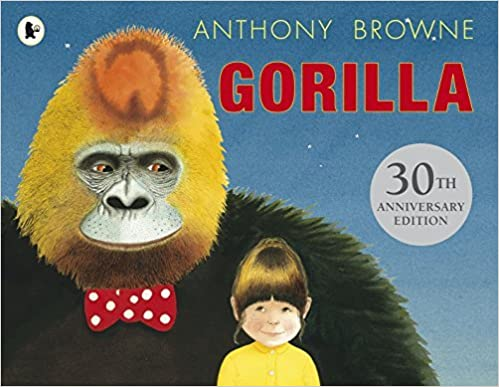 ANTHONY BROWNE
GORILLA
30TH
ANNIVERSARY
EDITION